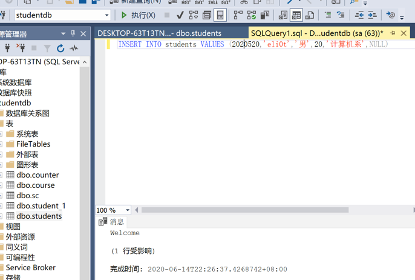 studentdb
执行(X)
DESKTOP-63T13TN...- dbo.students
SQLQuery1.sql - D...udentdb (sa (63))*
源管理器
DESKTOP-63T13TN (SQL Serve
库
系统数据库
数据库快照
tudentdb
数据库关系图
表
系统表
FileTables
外部表
图形表
dbo.counter
dbo.course
dbo.sc
dbo.student_1
dbo.students
视图
外部资源
同义词
可编程性
Service Broker
存储
INSERT INTO students VALUES (2020520,'eli0t','男',20,'计算机系',NULL)
100 %
消息
Welcome
(1 行受影响)
完成时间: 2020-06-14T22:26:37.4268742+08:00